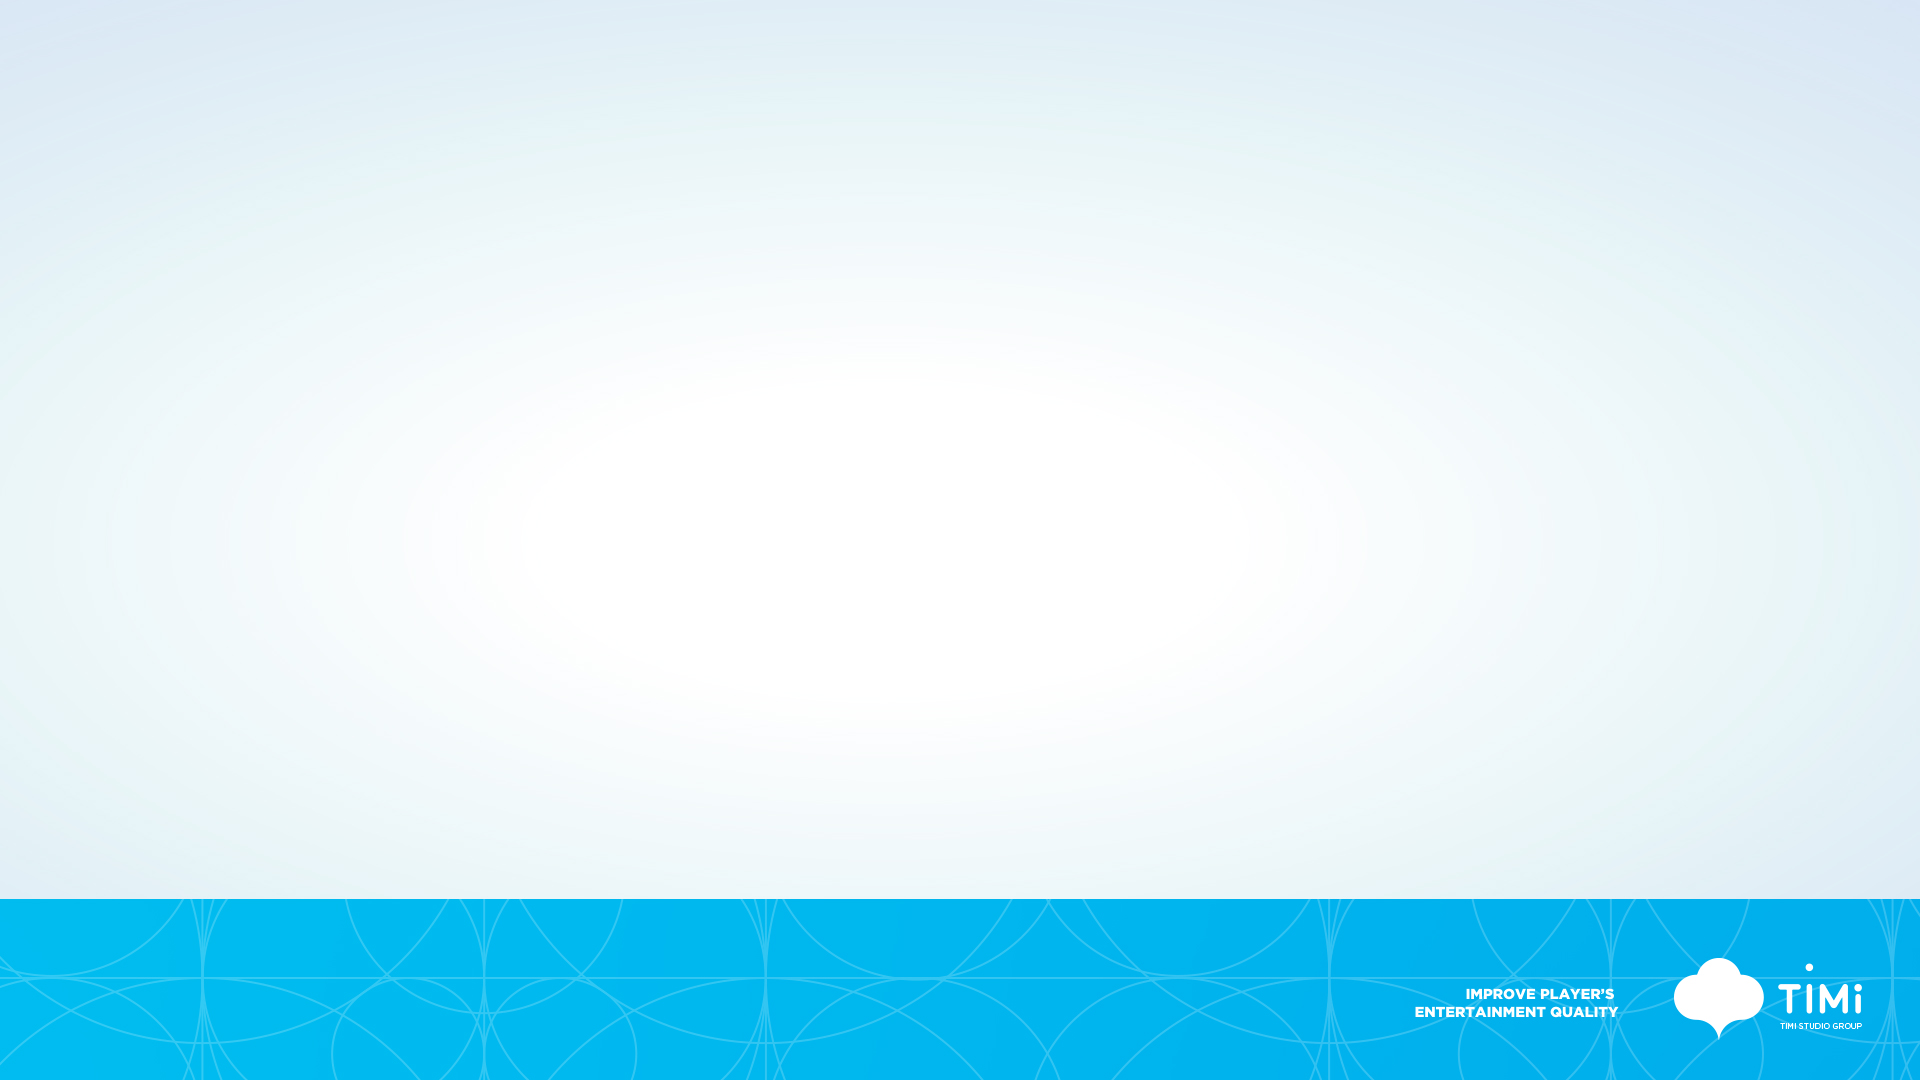 IMPROVE PLAYER'S
ENTERTAINMENT QUALITY
TiMi
TIMI STUDIO GROUP